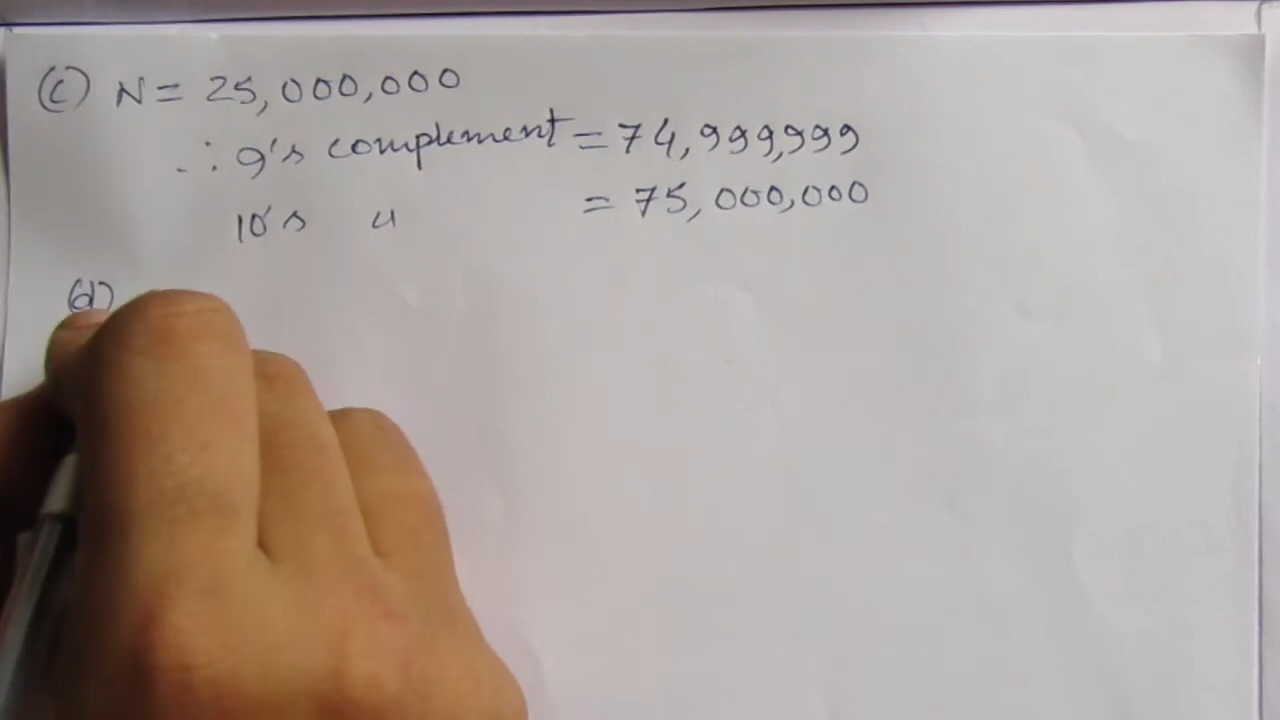 (c) N = 25,000,000
∴ 9's complement = 74,999,999
10's 〃 = 75,000,000
(d)